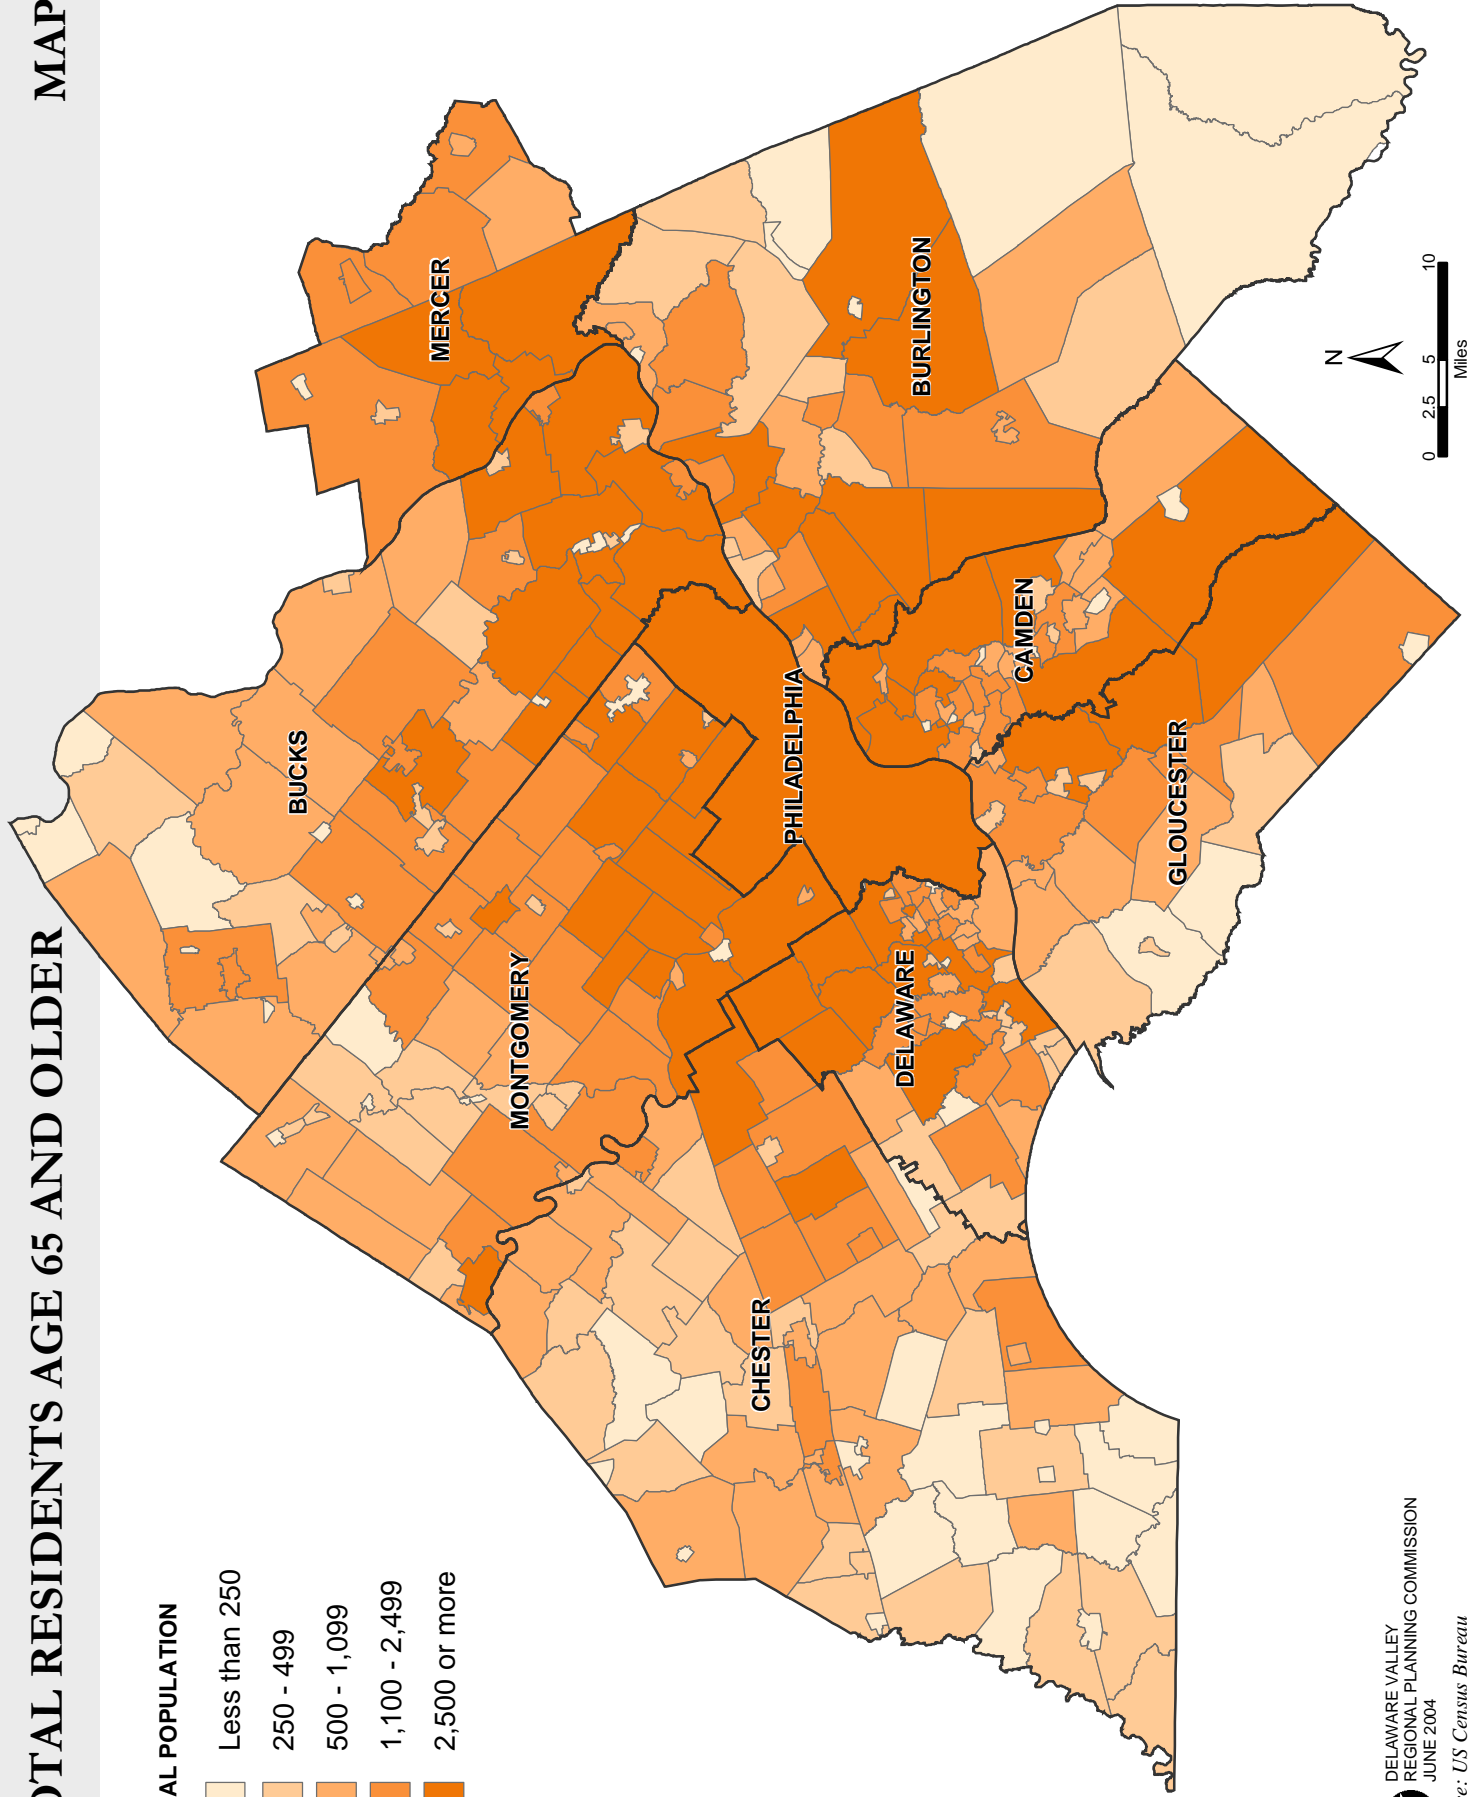 TOTAL RESIDENTS AGE 65 AND OLDER MAP
AL POPULATION
Less than 250
250 - 499
500 - 1,099
1,100 - 2,499
2,500 or more
BUCKS
MERCER
MONTGOMERY
PHILADELPHIA
BURLINGTON
CHESTER
DELAWARE
CAMDEN
GLOUCESTER
N
0 2.5 5 10
Miles
DELAWARE VALLEY
REGIONAL PLANNING COMMISSION
JUNE 2004
e: US Census Bureau